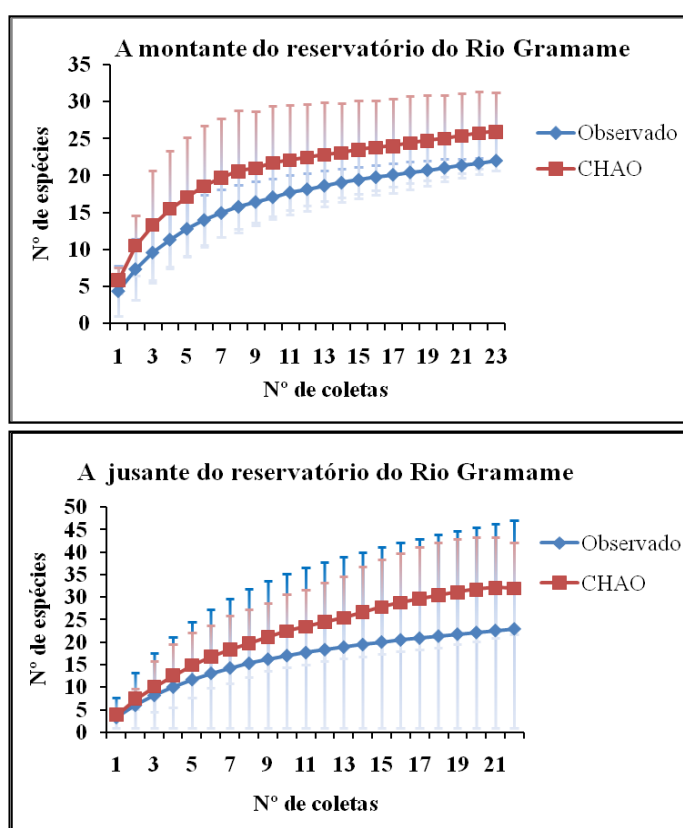 A montante do reservatório do Rio Gramame
35
30
25
20
15
10
5
0
Nº de espécies
1 3 5 7 9 11 13 15 17 19 21 23
Nº de coletas
Observado
CHAO
A jusante do reservatório do Rio Gramame
50
45
40
35
30
25
20
15
10
5
0
Nº de espécies
1 3 5 7 9 11 13 15 17 19 21
Nº de coletas
Observado
CHAO